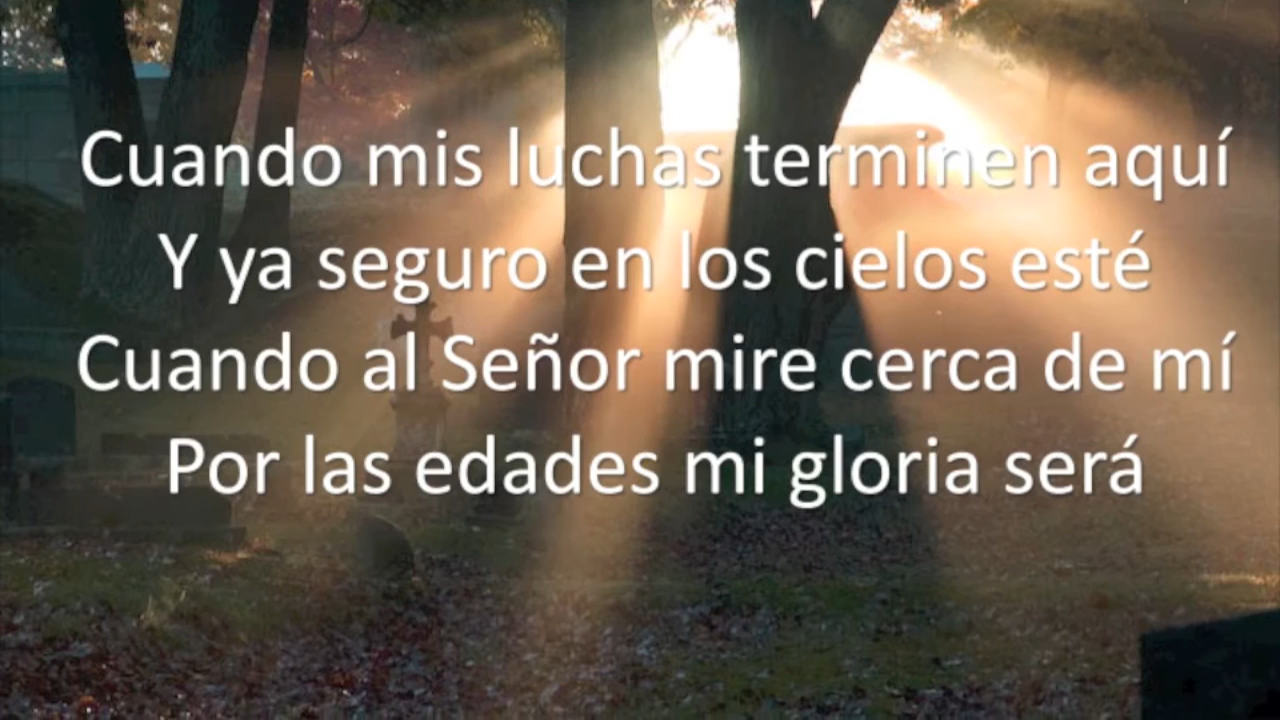 Cuando mis luchas terminen aquí
Y ya seguro en los cielos esté
Cuando al Señor mire cerca de mí
Por las edades mi gloria será